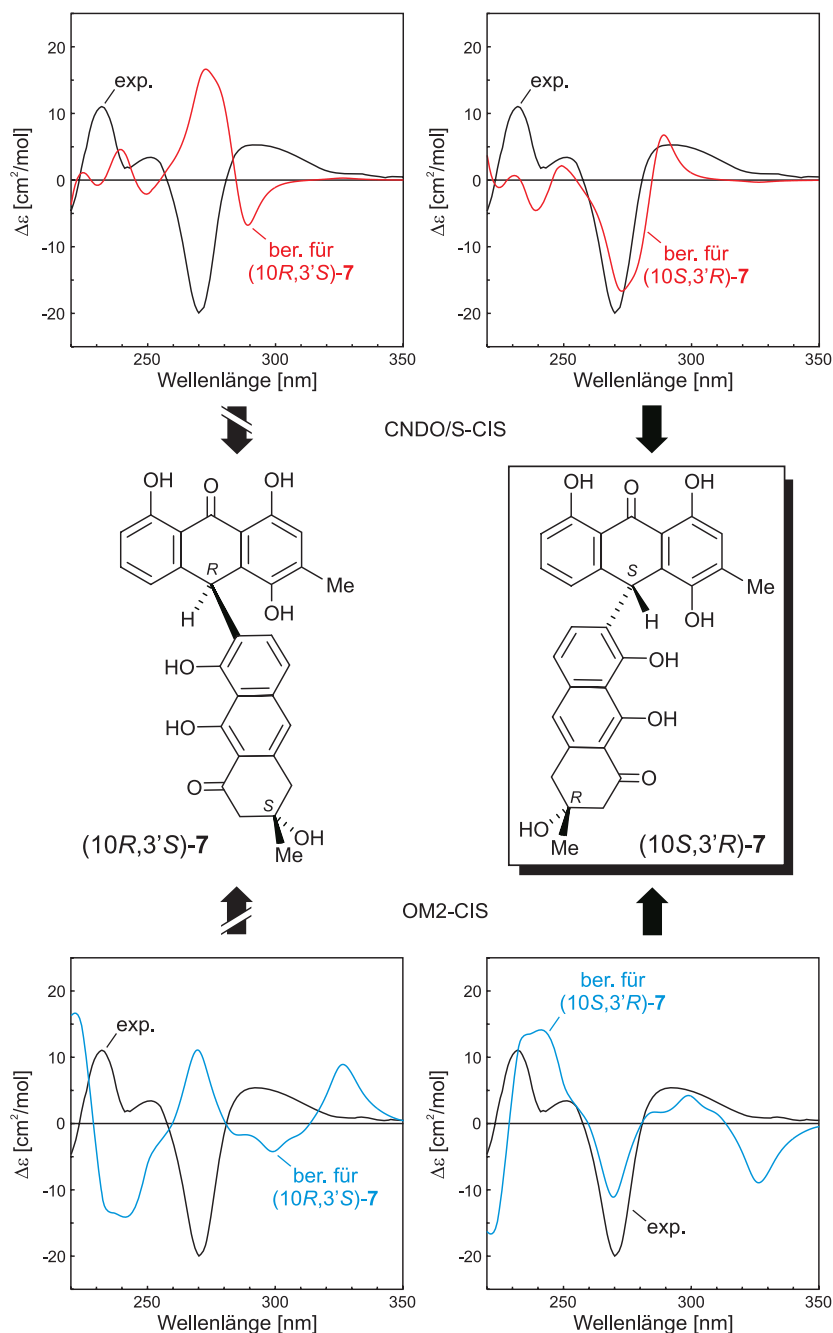 20
10
0
-10
-20
Δε [cm²/mol]
exp.
ber. für
(10R,3'S)-7
250
300
350
Wellenlänge [nm]
20
10
0
-10
-20
Δε [cm²/mol]
exp.
ber. für
(10S,3'R)-7
250
300
350
Wellenlänge [nm]
CNDO/S-CIS
OH
O
OH
R
Me
H
OH
HO
HO
O
S
OH
Me
(10R,3'S)-7
OH
O
OH
S
Me
H
OH
OH
OH
O
R
HO
Me
(10S,3'R)-7
OM2-CIS
20
10
0
-10
-20
Δε [cm²/mol]
exp.
ber. für
(10R,3'S)-7
250
300
350
Wellenlänge [nm]
20
10
0
-10
-20
Δε [cm²/mol]
ber. für
(10S,3'R)-7
exp.
250
300
350
Wellenlänge [nm]